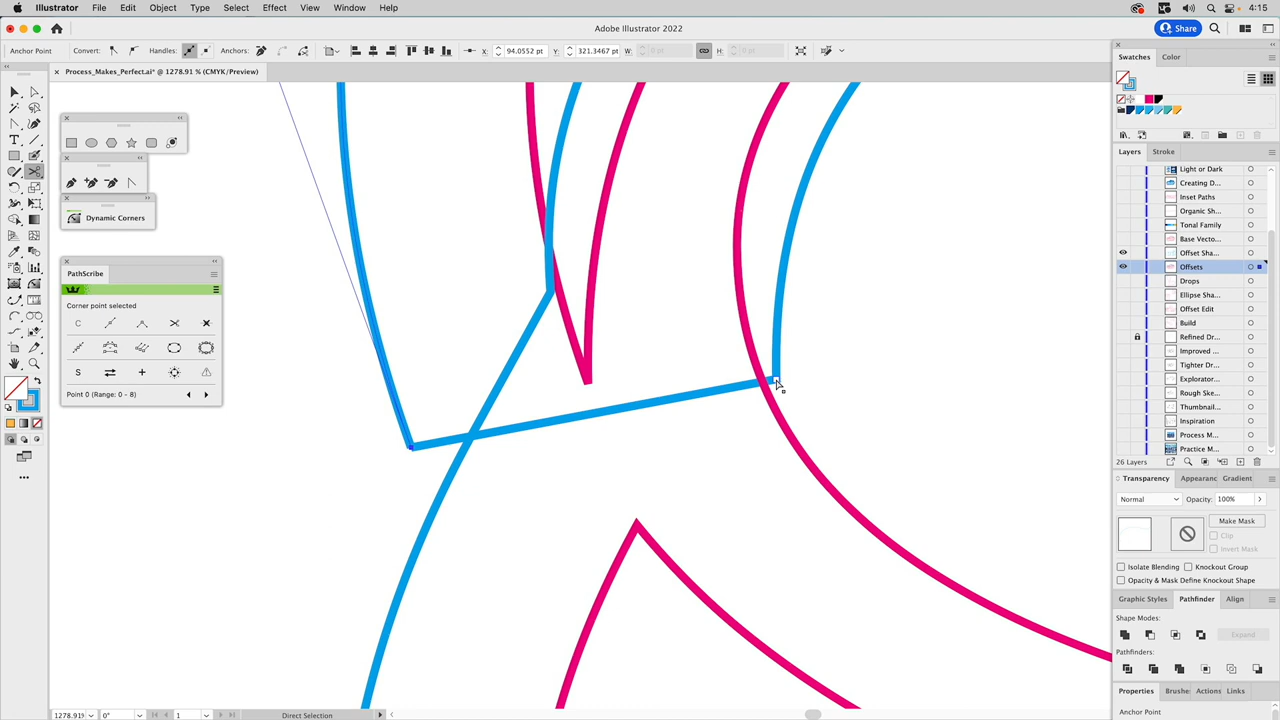 Illustrator File Edit Object Type Select Effect View Window Help 4:15
Adobe Illustrator 2022
Share
Anchor Point Convert: Handles: Anchors: X: 94.0552 pt Y: 321.3467 pt W: 0 pt H: 0 pt
Process_Makes_Perfect.ai* @ 1278.91 % (CMYK/Preview)
Dynamic Corners
PathScribe
Corner point selected
Point 0 (Range: 0 - 8)
Swatches Color
Layers Stroke
Light or Dark
Creating D...
Inset Paths
Organic Sh...
Tonal Family
Base Vecto...
Offset Sha...
Offsets
Drops
Ellipse Sha...
Offset Edit
Build
Refined Dr...
Improved ...
Tighter Dr...
Explorator...
Rough Ske...
Thumbnail...
Inspiration
Process M...
Practice M...
26 Layers
Transparency Appearanc Gradient
Normal Opacity: 100%
Make Mask
Clip
Invert Mask
Isolate Blending Knockout Group
Opacity & Mask Define Knockout Shape
Graphic Styles Pathfinder Align
Shape Modes:
Expand
Pathfinders:
Properties Brushe Actions Links
Anchor Point
1278.91% 0° 1 Direct Selection